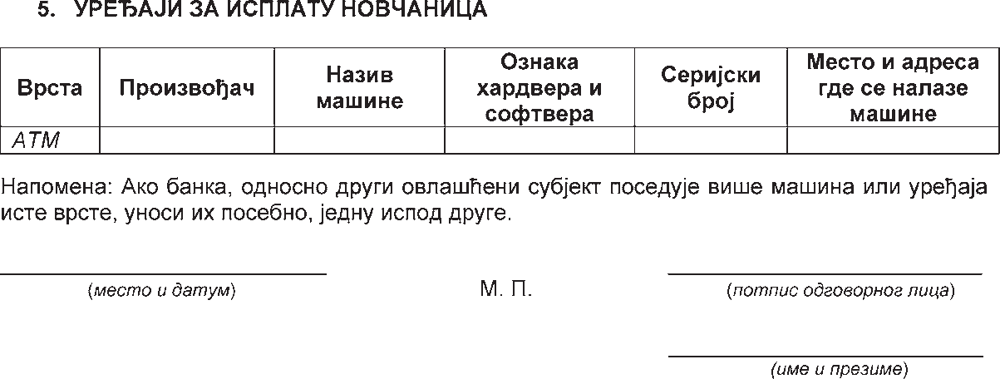 5. УРЕЂАЈИ ЗА ИСПЛАТУ НОВЧАНИЦА
Врста
Произвођач
Назив
машине
Ознака
хардвера и
софтвера
Серијски
број
Место и адреса
где се налазе
машине
ATM
Напомена: Ако банка, односно други овлашћени субјект поседује више машина или уређаја
исте врсте, уноси их посебно, једну испод друге.
(место и датум)
М. П.
(потпис одговорног лица)
(име и презиме)